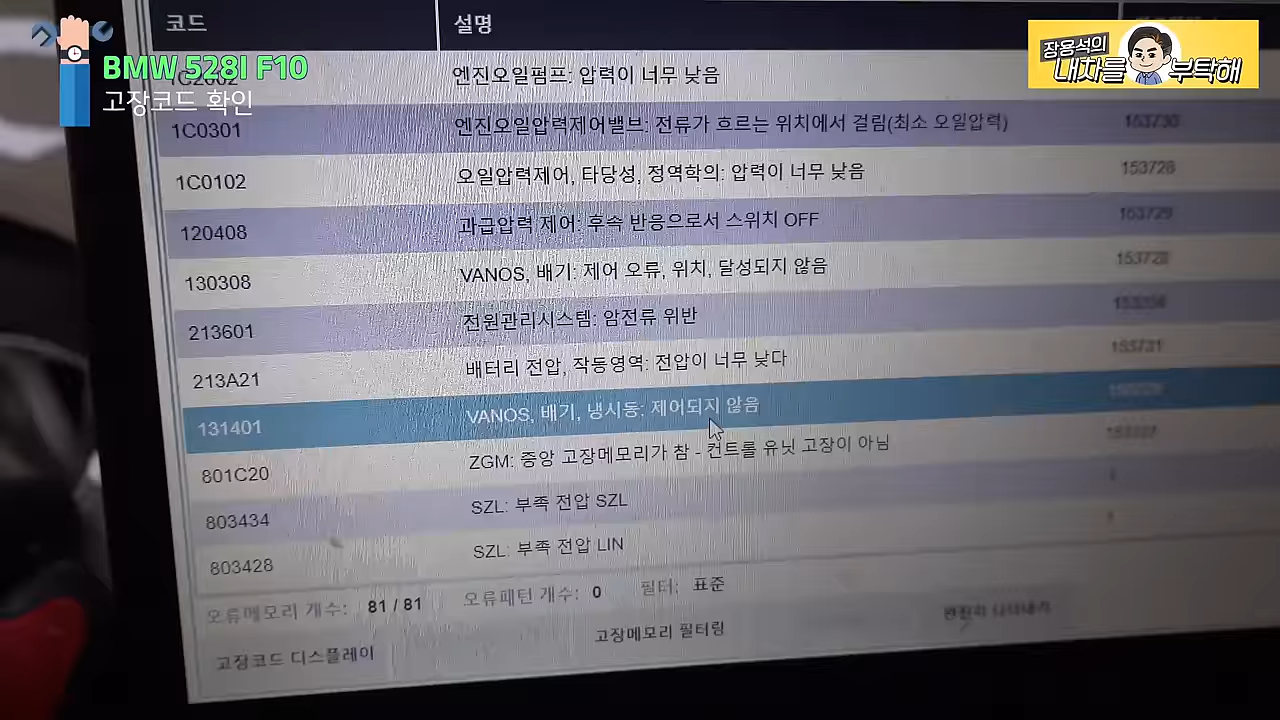 코드 설명
BMW 528I F10
고장코드 확인
장용석의
내차를 부탁해
엔진오일펌프: 압력이 너무 낮음
1C0301 엔진오일압력제어밸브: 전류가 흐르는 위치에서 걸림(최소 오일압력) 153730
1C0102 오일압력제어, 타당성, 정역학의: 압력이 너무 낮음 153728
120408 과급압력 제어: 후속 반응으로서 스위치 OFF 153729
130308 VANOS, 배기: 제어 오류, 위치, 달성되지 않음 153728
213601 전원관리시스템: 암전류 위반
213A21 배터리 전압, 작동영역: 전압이 너무 낮다 153731
131401 VANOS, 배기, 냉시동: 제어되지 않음
801C20 ZGM: 중앙 고장메모리가 참 - 컨트롤 유닛 고장이 아님
803434 SZL: 부족 전압 SZL
803428 SZL: 부족 전압 LIN
오류메모리 개수: 81 / 81 오류패턴 개수: 0 필터: 표준
고장코드 디스플레이 고장메모리 필터링